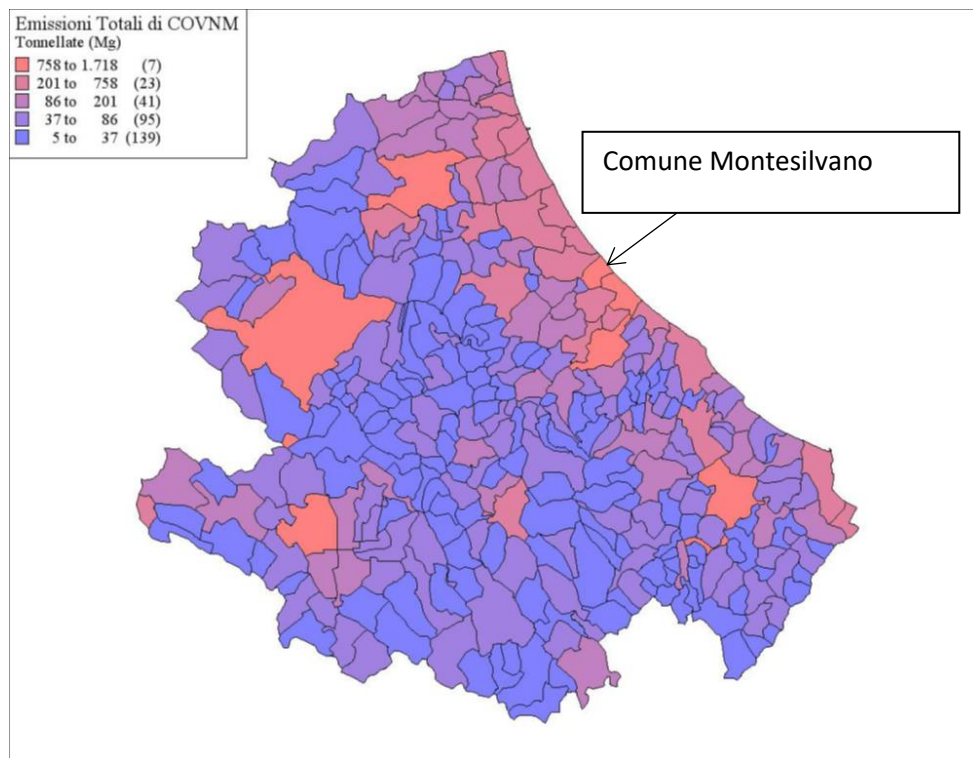 Emissioni Totali di COVNM
Tonnellate (Mg)
758 to 1.718 (7)
201 to 758 (23)
86 to 201 (41)
37 to 86 (95)
5 to 37 (139)
Comune Montesilvano